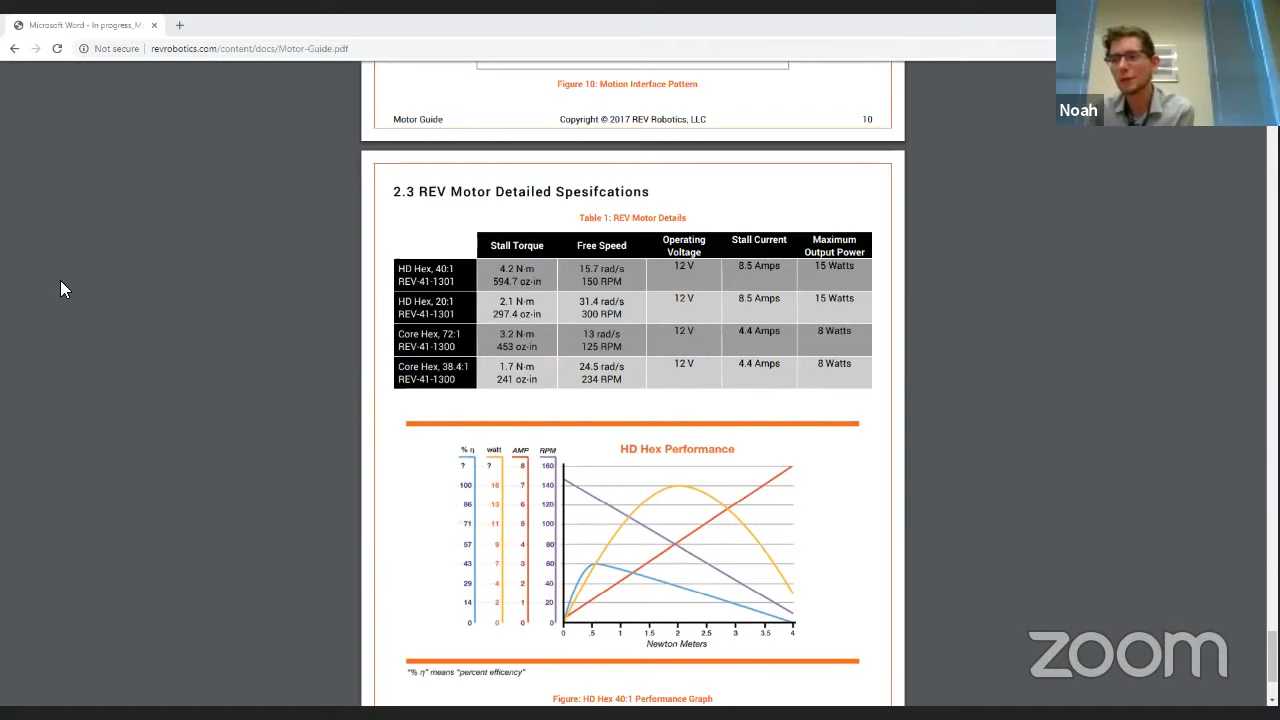 Microsoft Word - In progress_M
Not secure | revrobotics.com/content/docs/Motor-Guide.pdf
Noah
Figure 10: Motion Interface Pattern
Motor Guide Copyright © 2017 REV Robotics, LLC 10
2.3 REV Motor Detailed Spesifcations
Table 1: REV Motor Details
Stall Torque Free Speed Operating Voltage Stall Current Maximum Output Power
HD Hex, 40:1 4.2 N·m 15.7 rad/s 12 V 8.5 Amps 15 Watts
REV-41-1301 594.7 oz-in 150 RPM
HD Hex, 20:1 2.1 N·m 31.4 rad/s 12 V 8.5 Amps 15 Watts
REV-41-1301 297.4 oz-in 300 RPM
Core Hex, 72:1 3.2 N·m 13 rad/s 12 V 4.4 Amps 8 Watts
REV-41-1300 453 oz-in 125 RPM
Core Hex, 38.4:1 1.7 N·m 24.5 rad/s 12 V 4.4 Amps 8 Watts
REV-41-1300 241 oz-in 234 RPM
HD Hex Performance
% η watt AMP RPM
? ? 8 160
100 16 7 140
86 13 6 120
71 11 5 100
57 9 4 80
43 7 3 60
29 4 2 40
14 2 1 20
0 0 0 0
0 .5 1 1.5 2 2.5 3 3.5 4
Newton Meters
"% η" means "percent efficency"
Figure: HD Hex 40:1 Performance Graph
zoom